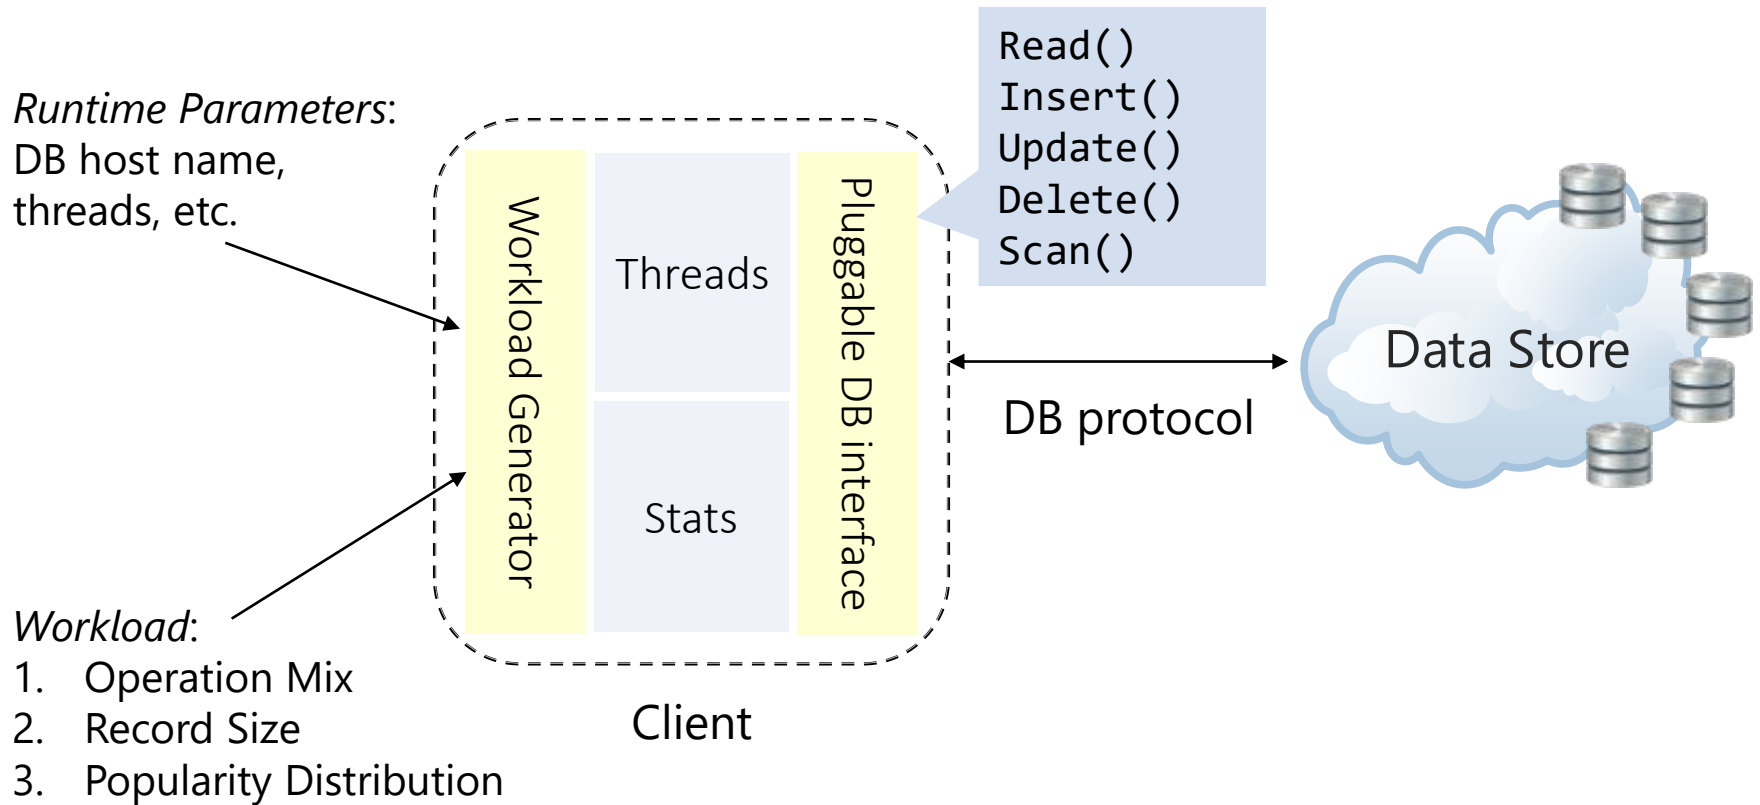 Runtime Parameters:
DB host name,
threads, etc.
Workload:
1. Operation Mix
2. Record Size
3. Popularity Distribution
Workload Generator
Threads
Stats
Pluggable DB interface
Client
Read()
Insert()
Update()
Delete()
Scan()
DB protocol
Data Store